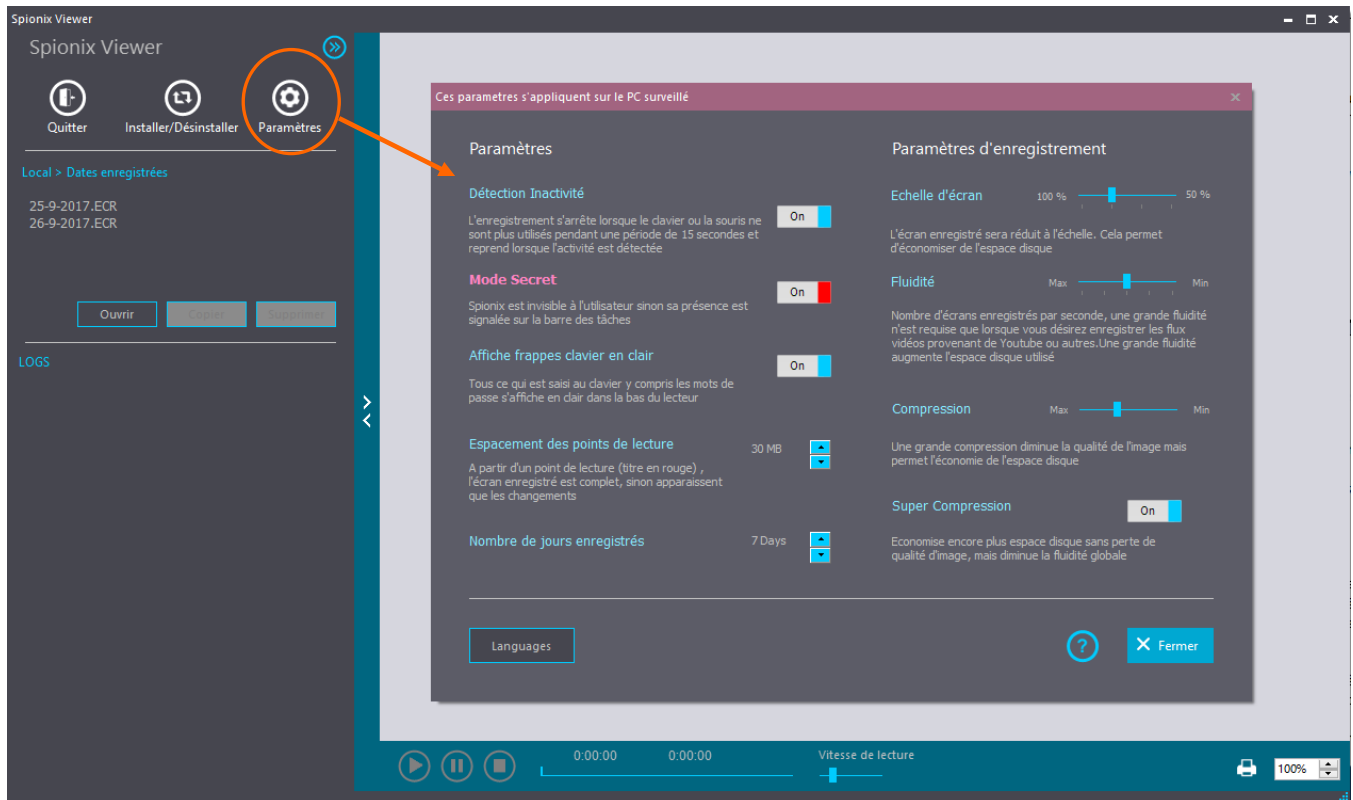 Spionix Viewer
Spionix Viewer
Quitter
Installer/Désinstaller
Paramètres
Local > Dates enregistrées
25-9-2017.ECR
26-9-2017.ECR
Ouvrir
Copier
Supprimer
LOGS
Ces parametres s'appliquent sur le PC surveillé
Paramètres
Détection Inactivité
On
L'enregistrement s'arrête lorsque le clavier ou la souris ne
sont plus utilisés pendant une période de 15 secondes et
reprend lorsque l'activité est détectée
Mode Secret
On
Spionix est invisible à l'utilisateur sinon sa présence est
signalée sur la barre des tâches
Affiche frappes clavier en clair
On
Tous ce qui est saisi au clavier y compris les mots de
passe s'affiche en clair dans la bas du lecteur
Espacement des points de lecture
30 MB
A partir d'un point de lecture (titre en rouge) ,
l'écran enregistré est complet, sinon apparaissent
que les changements
Nombre de jours enregistrés
7 Days
Paramètres d'enregistrement
Echelle d'écran
100 %
50 %
L'écran enregistré sera réduit à l'échelle. Cela permet
d'économiser de l'espace disque
Fluidité
Max
Min
Nombre d'écrans enregistrés par seconde, une grande fluidité
n'est requise que lorsque vous désirez enregistrer les flux
vidéos provenant de Youtube ou autres.Une grande fluidité
augmente l'espace disque utilisé
Compression
Max
Min
Une grande compression diminue la qualité de l'image mais
permet l'économie de l'espace disque
Super Compression
On
Economise encore plus espace disque sans perte de
qualité d'image, mais diminue la fluidité globale
Languages
?
Fermer
0:00:00
0:00:00
Vitesse de lecture
100%